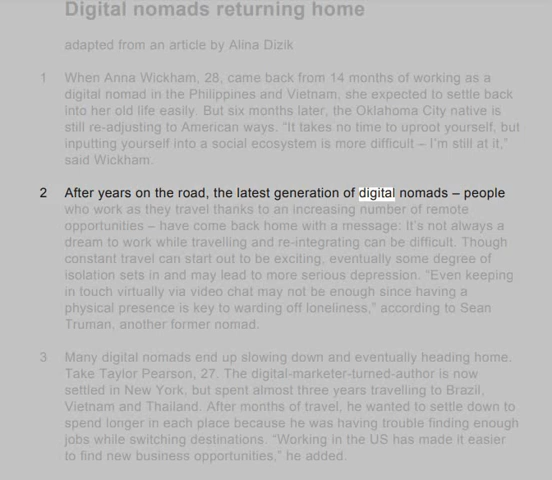 Digital nomads returning home
adapted from an article by Alina Dizik
1 When Anna Wickham, 28, came back from 14 months of working as a
digital nomad in the Philippines and Vietnam, she expected to settle back
into her old life easily. But six months later, the Oklahoma City native is
still re-adjusting to American ways. “It takes no time to uproot yourself, but
inputting yourself into a social ecosystem is more difficult – I’m still at it,”
said Wickham.
2 After years on the road, the latest generation of digital nomads – people
who work as they travel thanks to an increasing number of remote
opportunities – have come back home with a message: It’s not always a
dream to work while travelling and re-integrating can be difficult. Though
constant travel can start out to be exciting, eventually some degree of
isolation sets in and may lead to more serious depression. “Even keeping
in touch virtually via video chat may not be enough since having a
physical presence is key to warding off loneliness,” according to Sean
Truman, another former nomad.
3 Many digital nomads end up slowing down and eventually heading home.
Take Taylor Pearson, 27. The digital-marketer-turned-author is now
settled in New York, but spent almost three years travelling to Brazil,
Vietnam and Thailand. After months of travel, he wanted to settle down to
spend longer in each place because he was having trouble finding enough
jobs while switching destinations. “Working in the US has made it easier
to find new business opportunities,” he added.